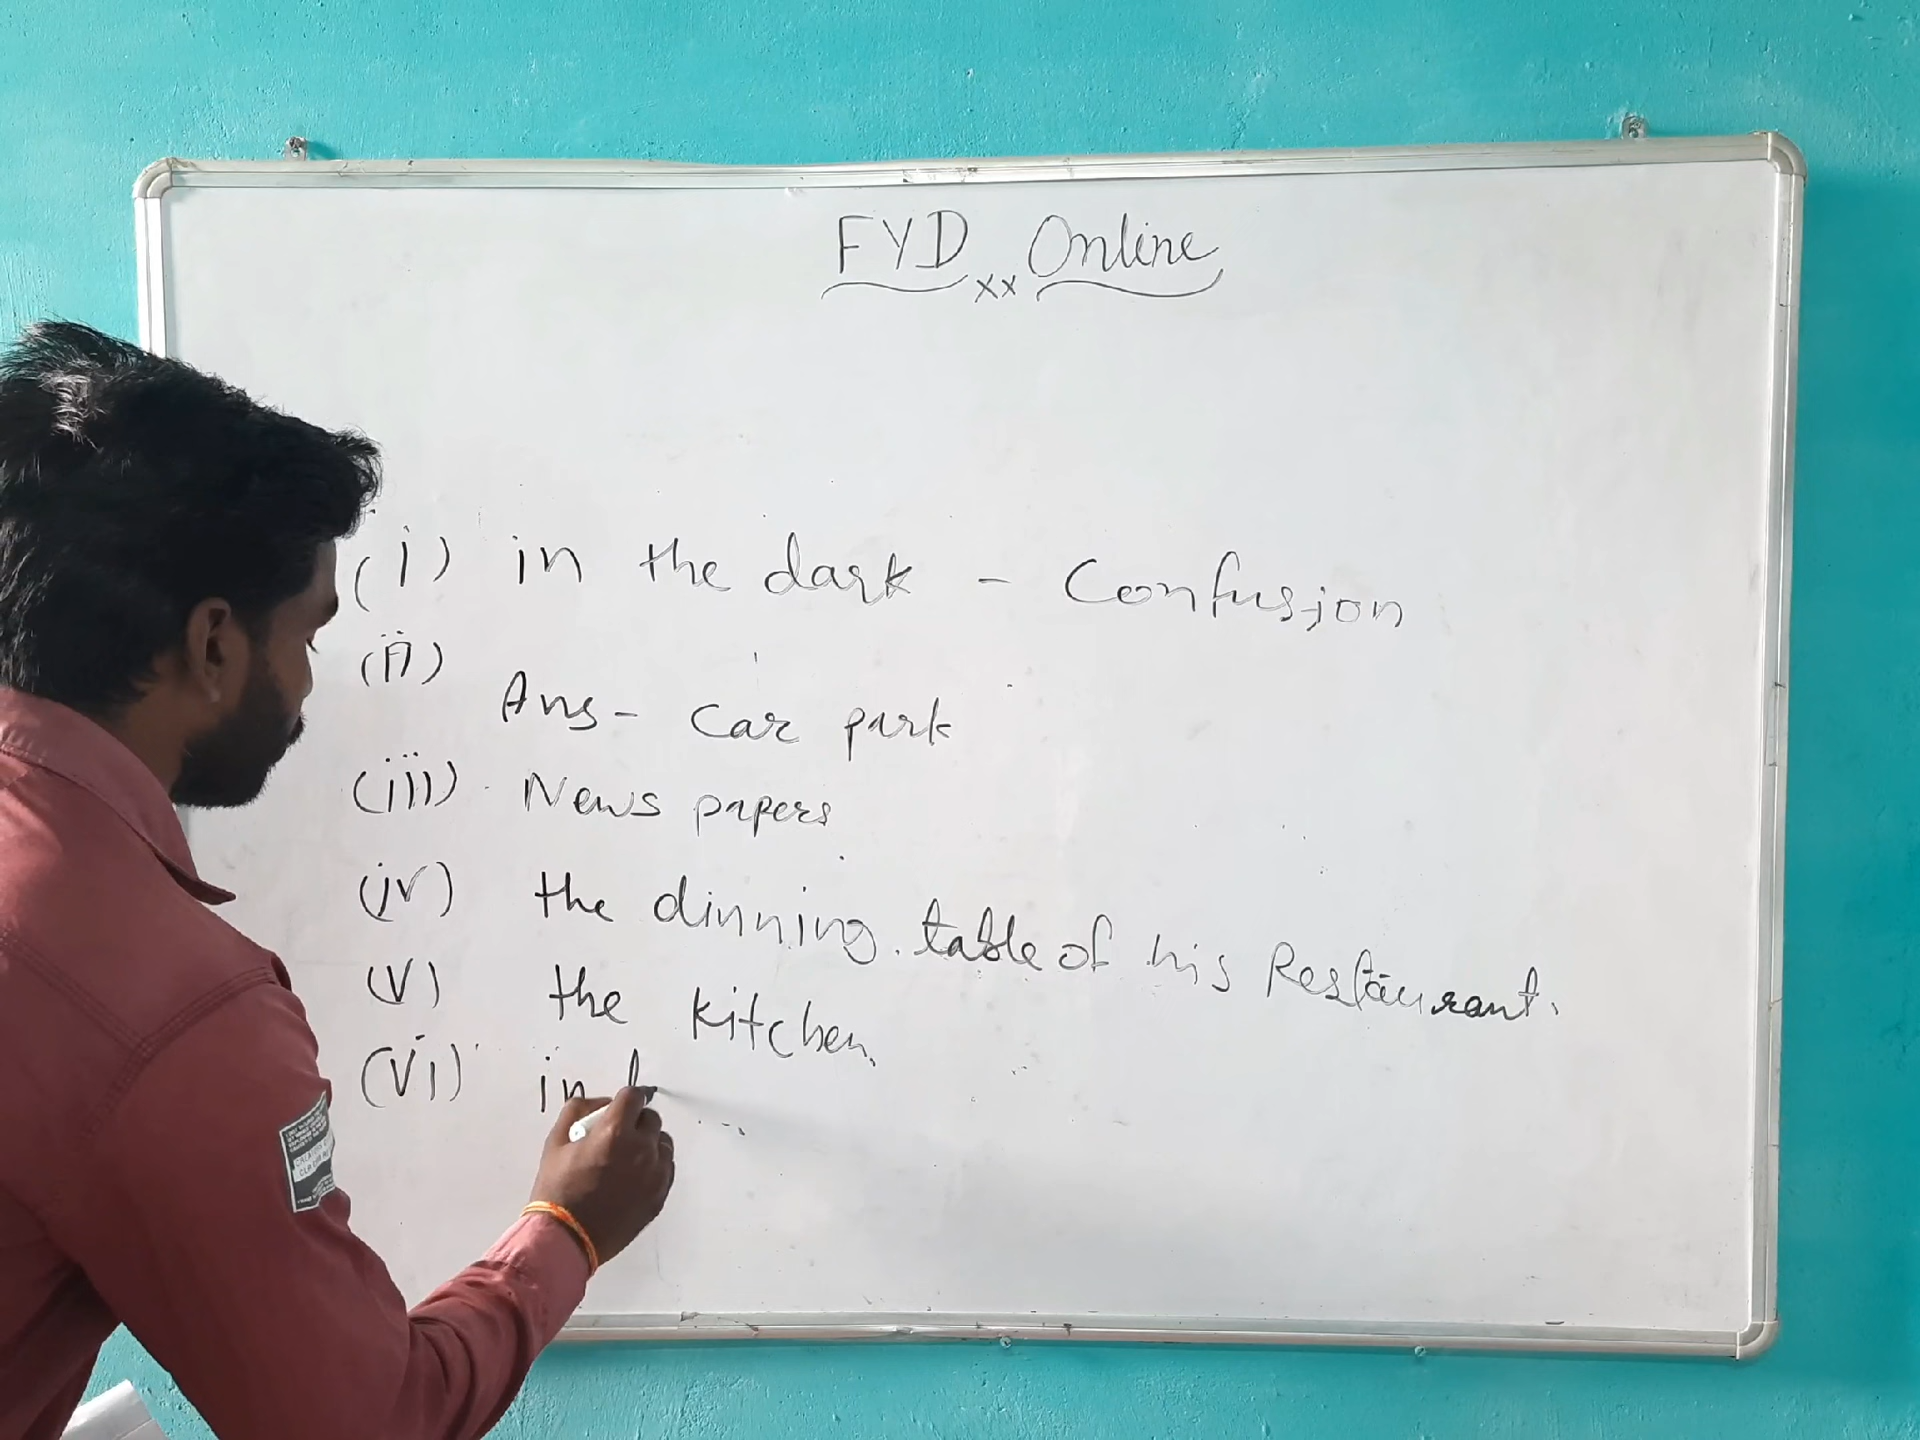 FYD xx Online
(i) in the dark - Confusion
(ii) Ans - Car park
(iii) News papers
(iv) the dinning table of his Restaurant.
(v) the kitchen.
(vi) in